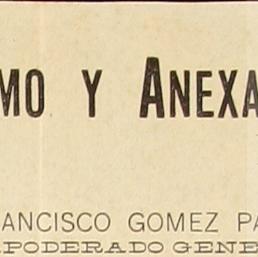 MO Y ANEXA
ANCISCO GOMEZ PA
APODERADO GENE